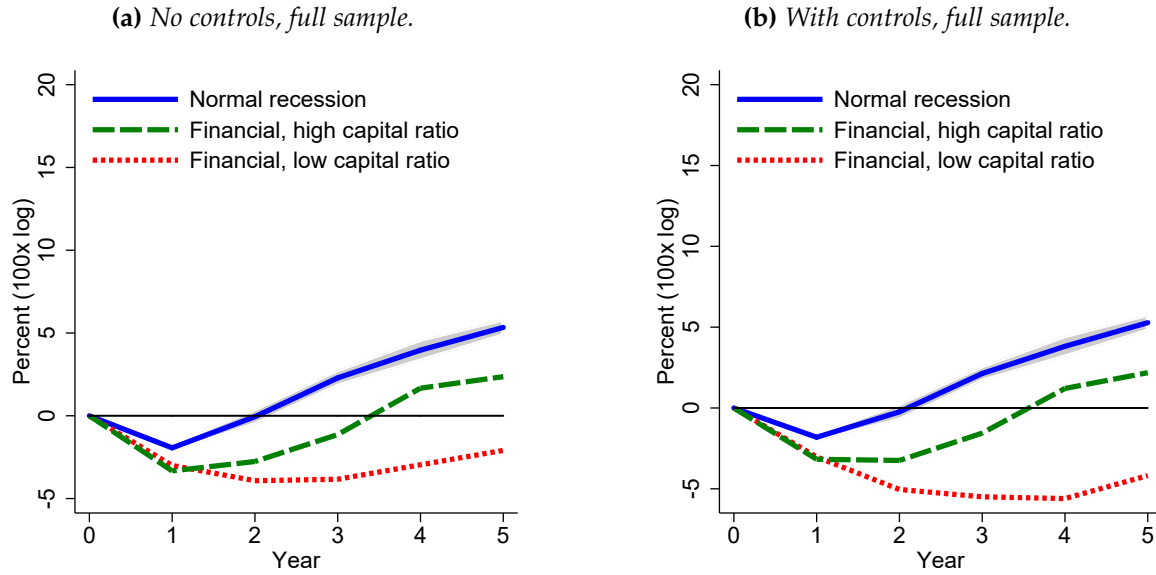 (a) No controls, full sample.
Normal recession
Financial, high capital ratio
Financial, low capital ratio
Percent (100x log)
20
15
10
5
0
-5
0 1 2 3 4 5
Year
(b) With controls, full sample.
Normal recession
Financial, high capital ratio
Financial, low capital ratio
Percent (100x log)
20
15
10
5
0
-5
0 1 2 3 4 5
Year